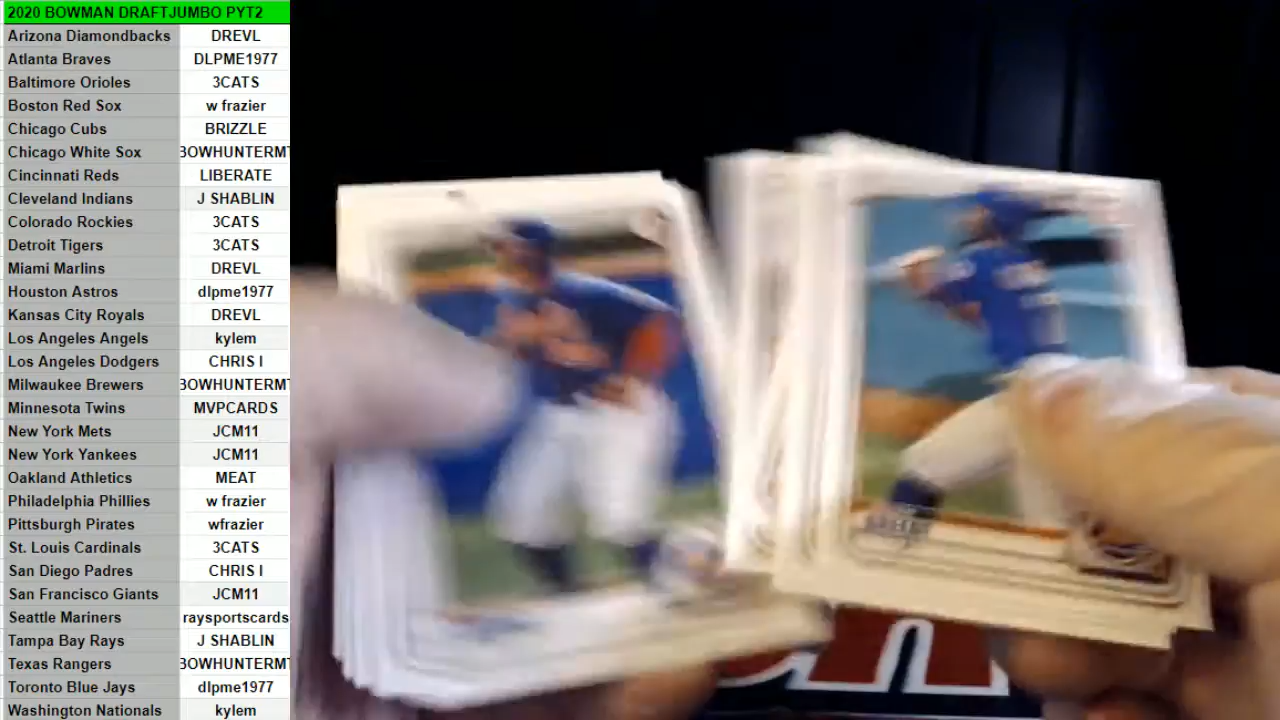 2020 BOWMAN DRAFTJUMBO PYT2
Arizona Diamondbacks DREVL
Atlanta Braves DLPME1977
Baltimore Orioles 3CATS
Boston Red Sox w frazier
Chicago Cubs BRIZZLE
Chicago White Sox BOWHUNTERMT
Cincinnati Reds LIBERATE
Cleveland Indians J SHABLIN
Colorado Rockies 3CATS
Detroit Tigers 3CATS
Miami Marlins DREVL
Houston Astros dlpme1977
Kansas City Royals DREVL
Los Angeles Angels kylem
Los Angeles Dodgers CHRIS I
Milwaukee Brewers BOWHUNTERMT
Minnesota Twins MVPCARDS
New York Mets JCM11
New York Yankees JCM11
Oakland Athletics MEAT
Philadelphia Phillies w frazier
Pittsburgh Pirates wfrazier
St. Louis Cardinals 3CATS
San Diego Padres CHRIS I
San Francisco Giants JCM11
Seattle Mariners raysportscards
Tampa Bay Rays J SHABLIN
Texas Rangers BOWHUNTERMT
Toronto Blue Jays dlpme1977
Washington Nationals kylem